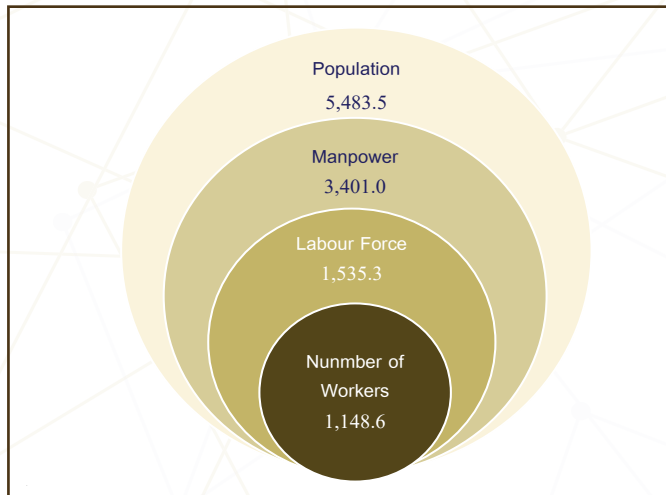 Population
5,483.5
Manpower
3,401.0
Labour Force
1,535.3
Nunmber of
Workers
1,148.6